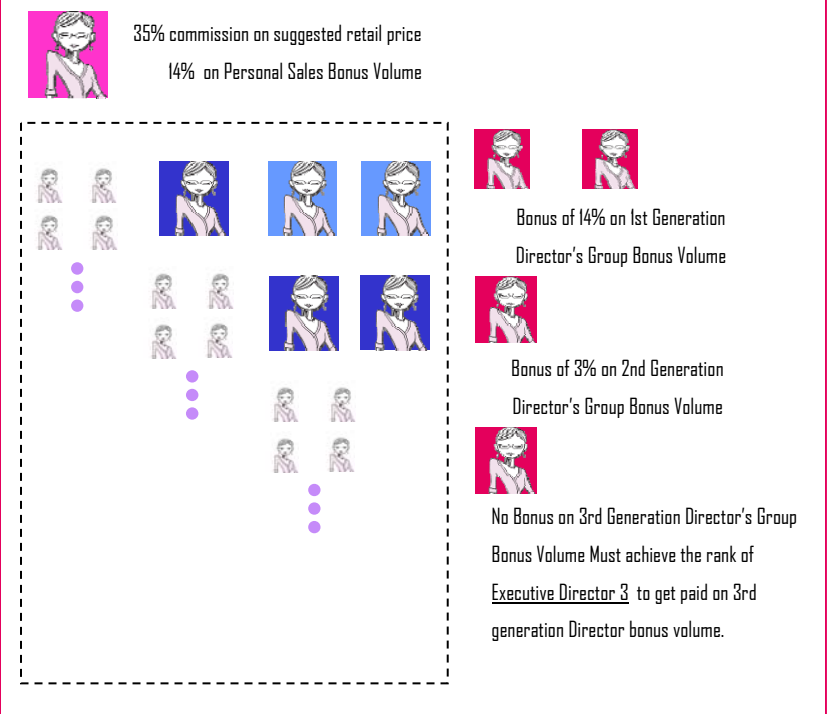 35% commission on suggested retail price
14% on Personal Sales Bonus Volume
Bonus of 14% on 1st Generation
Director's Group Bonus Volume
Bonus of 3% on 2nd Generation
Director's Group Bonus Volume
No Bonus on 3rd Generation Director's Group
Bonus Volume Must achieve the rank of
Executive Director 3 to get paid on 3rd
generation Director bonus volume.